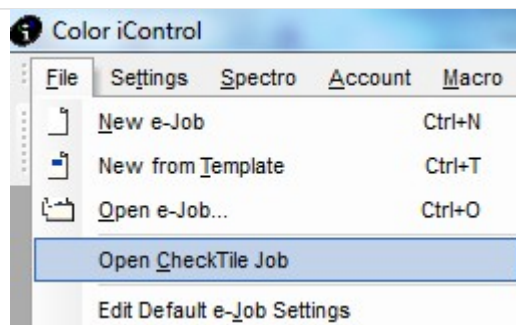 Color iControl
File Settings Spectro Account Macro
New e-Job Ctrl+N
New from Template Ctrl+T
Open e-Job... Ctrl+O
Open CheckTile Job
Edit Default e-Job Settings